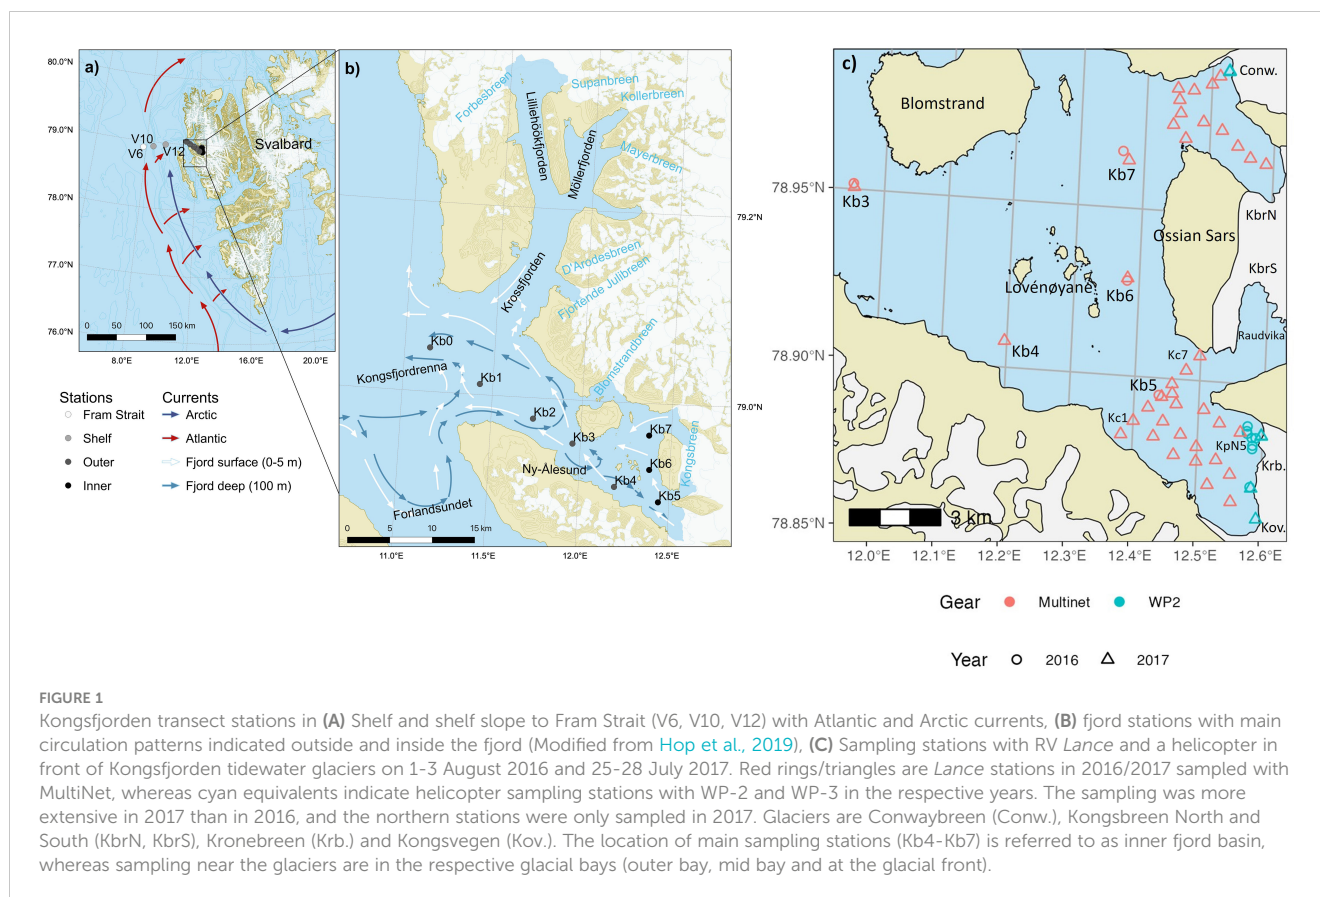 a)
80.0°N
79.0°N
78.0°N
77.0°N
76.0°N
V10
V6
V12
Svalbard
0 50 100 150 km
8.0°E 12.0°E 16.0°E 20.0°E
Stations
Fram Strait
Shelf
Outer
Inner
Currents
Arctic
Atlantic
Fjord surface (0-5 m)
Fjord deep (100 m)
b)
Forbesbreen
Lilliehöökfjorden
Supanbreen
Kollerbreen
Möllerfjorden
Mayerbreen
79.2°N
D'Arodesbreen
Fjortende Julibreen
Krossfjorden
Kb0
Kongsfjordrenna
Kb1
Blomstrandbreen
79.0°N
Kb2
Kb3
Kb7
Kongsbreen
Ny-Ålesund
Kb6
Kb4
Kb5
Forlandsundet
0 5 10 15 km
11.0°E 11.5°E 12.0°E 12.5°E
c)
Conw.
Blomstrand
Kb7
78.95°N
Kb3
KbrN
Ossian Sars
KbrS
Lovénøyane
Kb6
Raudvika
78.90°N
Kb4
Kc7
Kb5
Kc1
KpN5
Krb.
78.85°N
3 km
Kov.
12.0°E 12.1°E 12.2°E 12.3°E 12.4°E 12.5°E 12.6°E
Gear Multinet WP2
Year 2016 2017
FIGURE 1
Kongsfjorden transect stations in (A) Shelf and shelf slope to Fram Strait (V6, V10, V12) with Atlantic and Arctic currents, (B) fjord stations with main
circulation patterns indicated outside and inside the fjord (Modified from Hop et al., 2019), (C) Sampling stations with RV Lance and a helicopter in
front of Kongsfjorden tidewater glaciers on 1-3 August 2016 and 25-28 July 2017. Red rings/triangles are Lance stations in 2016/2017 sampled with
MultiNet, whereas cyan equivalents indicate helicopter sampling stations with WP-2 and WP-3 in the respective years. The sampling was more
extensive in 2017 than in 2016, and the northern stations were only sampled in 2017. Glaciers are Conwaybreen (Conw.), Kongsbreen North and
South (KbrN, KbrS), Kronebreen (Krb.) and Kongsvegen (Kov.). The location of main sampling stations (Kb4-Kb7) is referred to as inner fjord basin,
whereas sampling near the glaciers are in the respective glacial bays (outer bay, mid bay and at the glacial front).